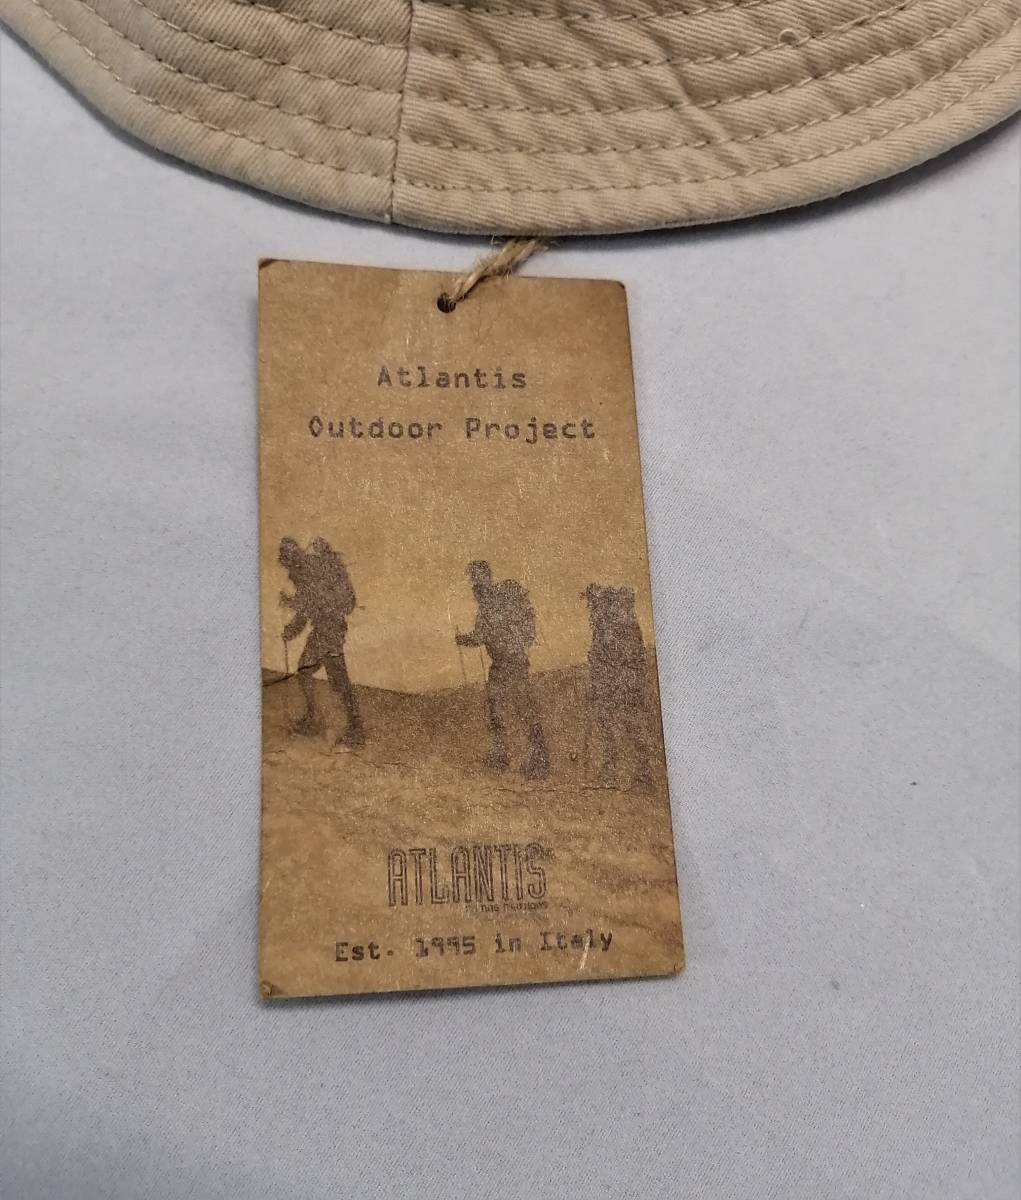 Atlantis
Outdoor Project
ATLANTIS
Est. 1995 in Italy